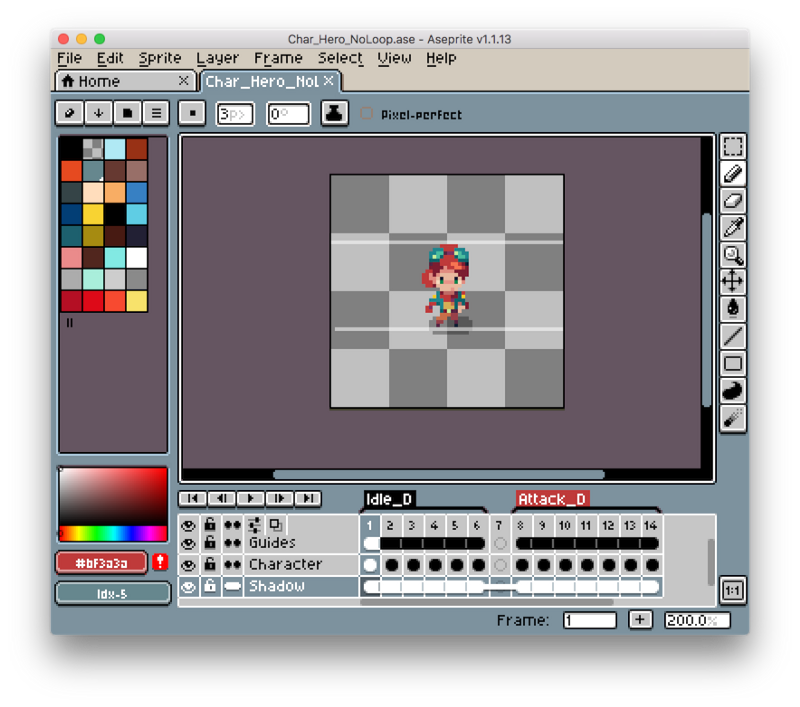 Char_Hero_NoLoop.ase - Aseprite v1.1.13
File Edit Sprite Layer Frame Select View Help
Home
Char_Hero_NoL
3px 0° Pixel-perfect
Idle_D Attack_D
1 2 3 4 5 6 7 8 9 10 11 12 13 14
Guides
Character
Shadow
#bf3a3a
Idx-5
1:1
Frame: 1 + 200.0%